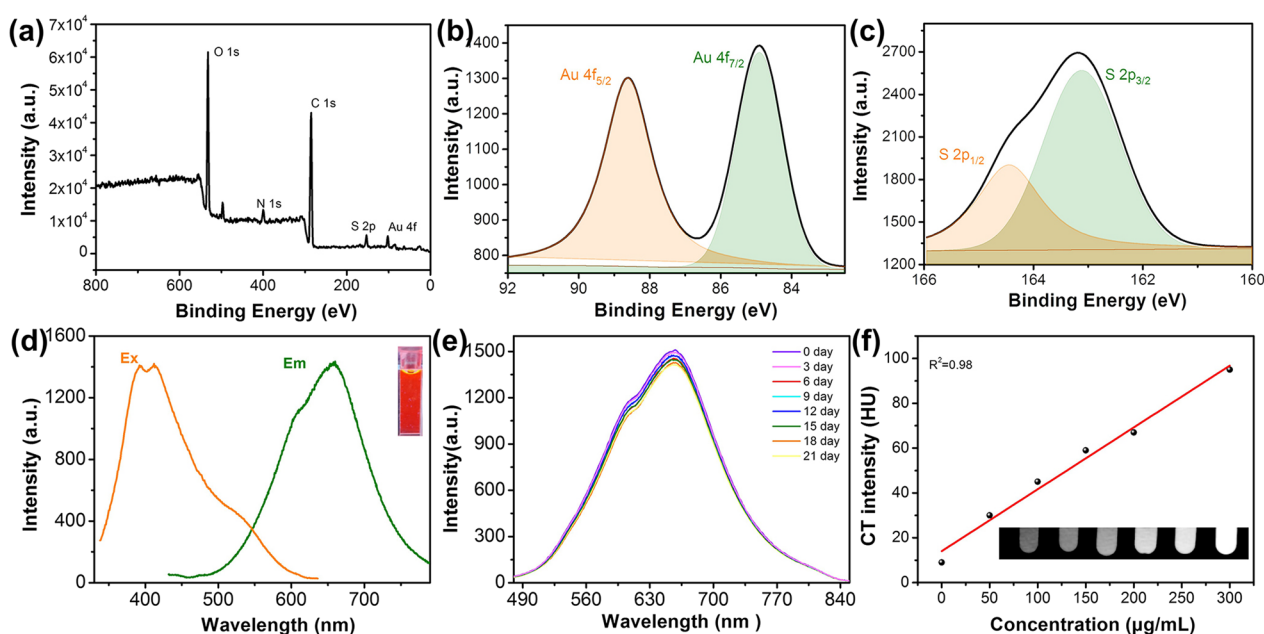 (a)
7x10⁴
6x10⁴
5x10⁴
4x10⁴
3x10⁴
2x10⁴
1x10⁴
0
Intensity (a.u.)
O 1s
C 1s
N 1s
S 2p
Au 4f
800
600
400
200
0
Binding Energy (eV)
(b)
1400
1300
1200
1100
1000
900
800
Intensity (a.u.)
Au 4f5/2
Au 4f7/2
92
90
88
86
84
Binding Energy (eV)
(c)
2700
2400
2100
1800
1500
1200
Intensity (a.u.)
S 2p1/2
S 2p3/2
166
164
162
160
Binding Energy (eV)
(d)
1600
1200
800
400
0
Intensity (a.u.)
Ex
Em
400
500
600
700
Wavelength (nm)
(e)
1500
1200
900
600
300
0
Intensity(a.u.)
0 day
3 day
6 day
9 day
12 day
15 day
18 day
21 day
490
560
630
700
770
840
Wavelength (nm )
(f)
100
80
60
40
20
0
CT intensity (HU)
R²=0.98
0
50
100
150
200
250
300
Concentration (μg/mL)